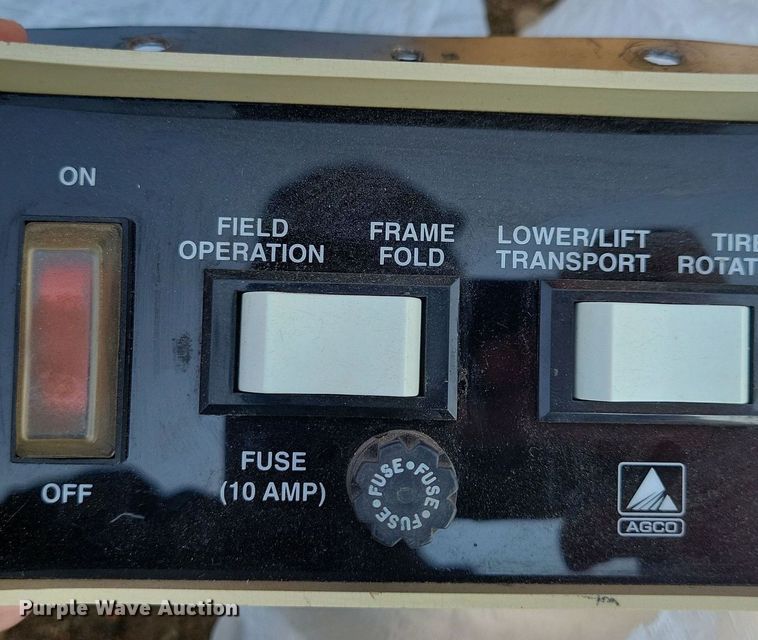 ON
FIELD
OPERATION
FRAME
FOLD
LOWER/LIFT
TRANSPORT
OFF
FUSE
(10 AMP)
FUSE•FUSE•FUSE•
AGCO
Purple Wave Auction